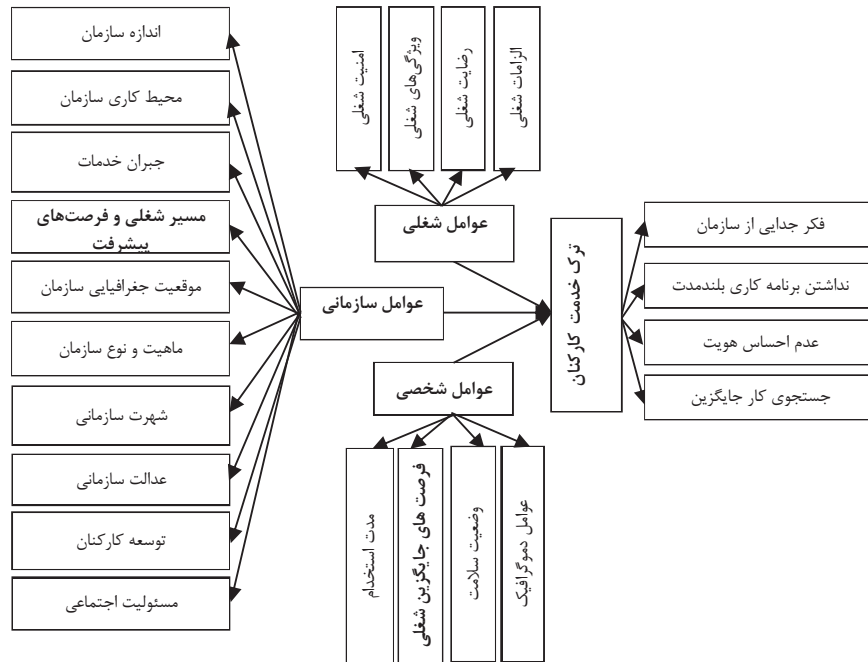 الزامات شغلی
رضایت شغلی
ویژگی‌های شغلی
امنیت شغلی
اندازه سازمان
محیط کاری سازمان
جبران خدمات
مسیر شغلی و فرصت‌های
پیشرفت
موقعیت جغرافیایی سازمان
ماهیت و نوع سازمان
شهرت سازمانی
عدالت سازمانی
توسعه کارکنان
مسئولیت اجتماعی
عوامل شغلی
عوامل سازمانی
عوامل شخصی
ترک خدمت کارکنان
فکر جدایی از سازمان
نداشتن برنامه کاری بلندمدت
عدم احساس هویت
جستجوی کار جایگزین
عوامل دموگرافیک
وضعیت سلامت
فرصت های جایگزین شغلی
مدت استخدام